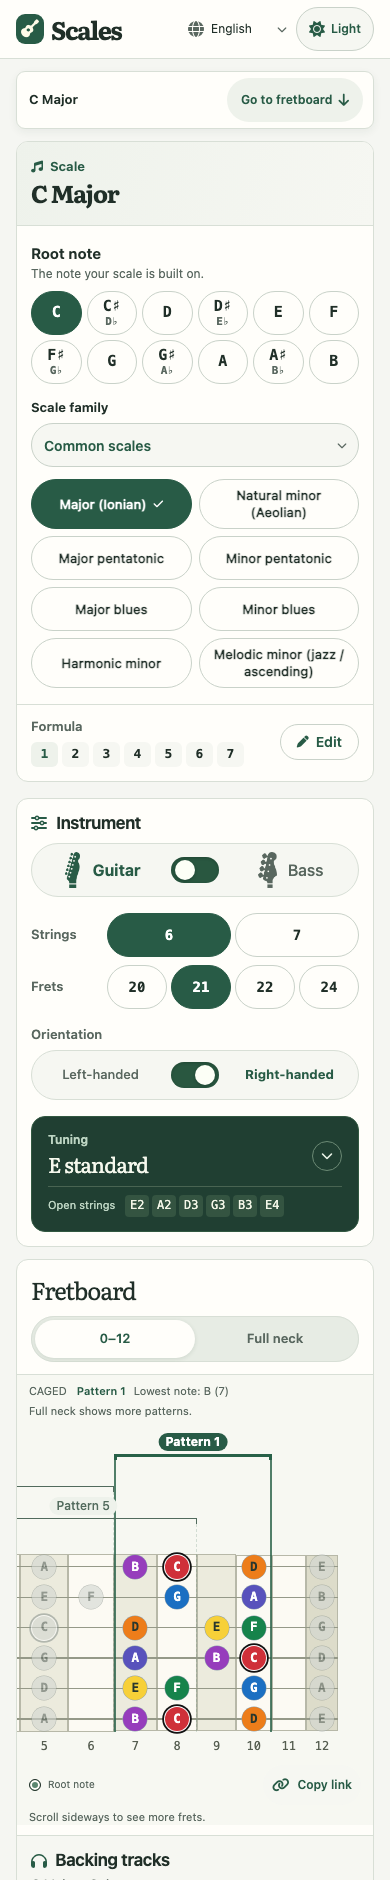 Scales
English
Light
C Major
Go to fretboard
Scale
C Major
Root note
The note your scale is built on.
C C♯ D D♯ E F
D♭ E♭
F♯ G G♯ A A♯ B
G♭ A♭ B♭
Scale family
Common scales
Major (Ionian)
Natural minor
(Aeolian)
Major pentatonic
Minor pentatonic
Major blues
Minor blues
Harmonic minor
Melodic minor (jazz /
ascending)
Formula
1 2 3 4 5 6 7
Edit
Instrument
Guitar
Bass
Strings 6 7
Frets 20 21 22 24
Orientation
Left-handed
Right-handed
Tuning
E standard
Open strings E2 A2 D3 G3 B3 E4
Fretboard
0–12
Full neck
CAGED Pattern 1 Lowest note: B (7)
Full neck shows more patterns.
Pattern 1
Pattern 5
A B C D E
E F G A B
C D E F G
G A B C D
D E F G A
A B C D E
5 6 7 8 9 10 11 12
Root note
Copy link
Scroll sideways to see more frets.
Backing tracks